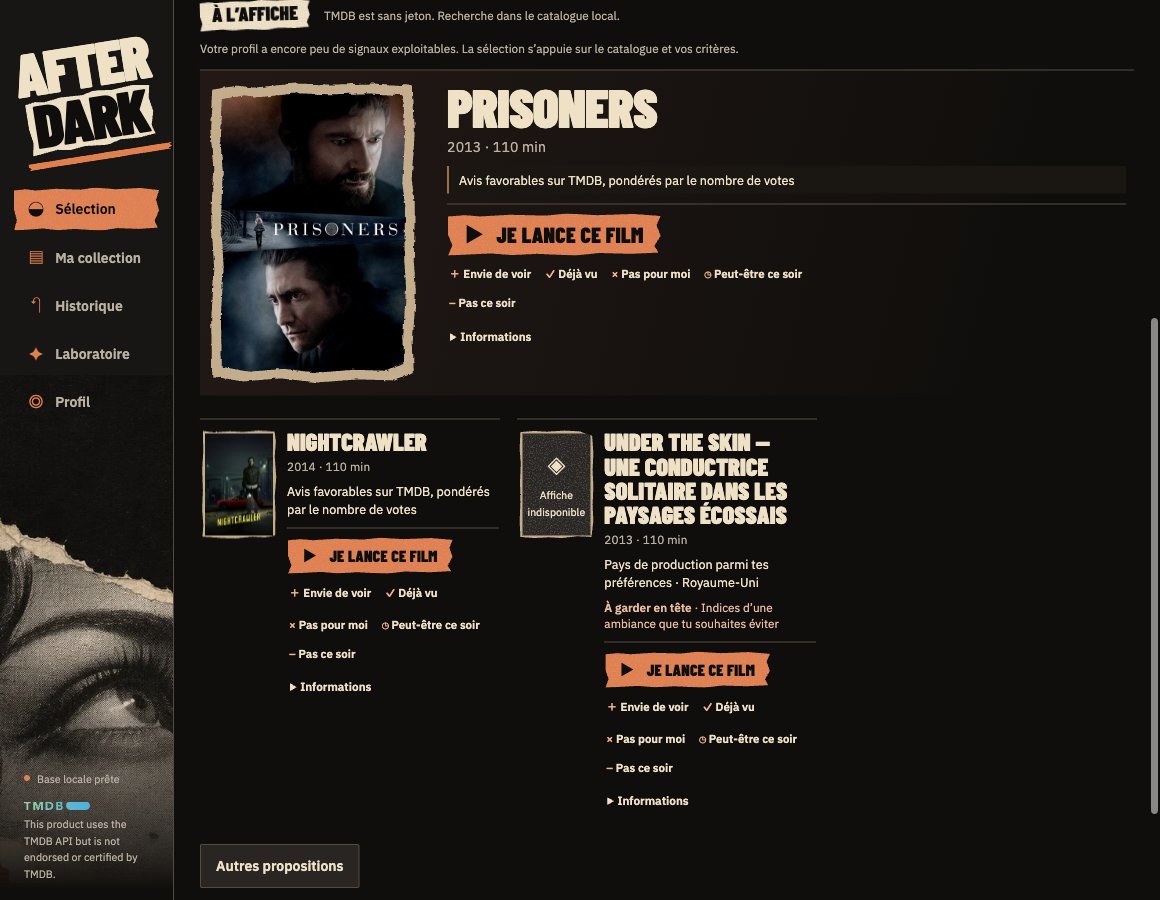 AFTER
DARK
Sélection
Ma collection
Historique
Laboratoire
Profil
Base locale prête
TMDB
This product uses the
TMDB API but is not
endorsed or certified by
TMDB.
À L’AFFICHE
TMDB est sans jeton. Recherche dans le catalogue local.
Votre profil a encore peu de signaux exploitables. La sélection s’appuie sur le catalogue et vos critères.
PRISONERS
PRISONERS
2013 · 110 min
Avis favorables sur TMDB, pondérés par le nombre de votes
JE LANCE CE FILM
+ Envie de voir ✓ Déjà vu × Pas pour moi ◷ Peut-être ce soir
– Pas ce soir
▶ Informations
NIGHTCRAWLER
NIGHTCRAWLER
2014 · 110 min
Avis favorables sur TMDB, pondérés
par le nombre de votes
JE LANCE CE FILM
+ Envie de voir ✓ Déjà vu
× Pas pour moi ◷ Peut-être ce soir
– Pas ce soir
▶ Informations
Affiche
indisponible
UNDER THE SKIN –
UNE CONDUCTRICE
SOLITAIRE DANS LES
PAYSAGES ÉCOSSAIS
2013 · 110 min
Pays de production parmi tes
préférences · Royaume-Uni
À garder en tête · Indices d’une
ambiance que tu souhaites éviter
JE LANCE CE FILM
+ Envie de voir ✓ Déjà vu
× Pas pour moi ◷ Peut-être ce soir
– Pas ce soir
▶ Informations
Autres propositions